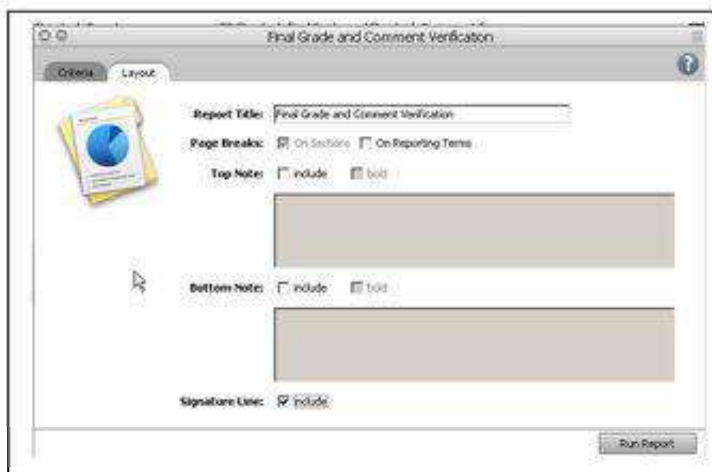 Final Grade and Comment Verification
Criteria Layout
Report Title: Final Grade and Comment Verification
Page Breaks: On Sections On Reporting Terms
Top Note: include bold
Bottom Note: include bold
Signature Line: include
Run Report